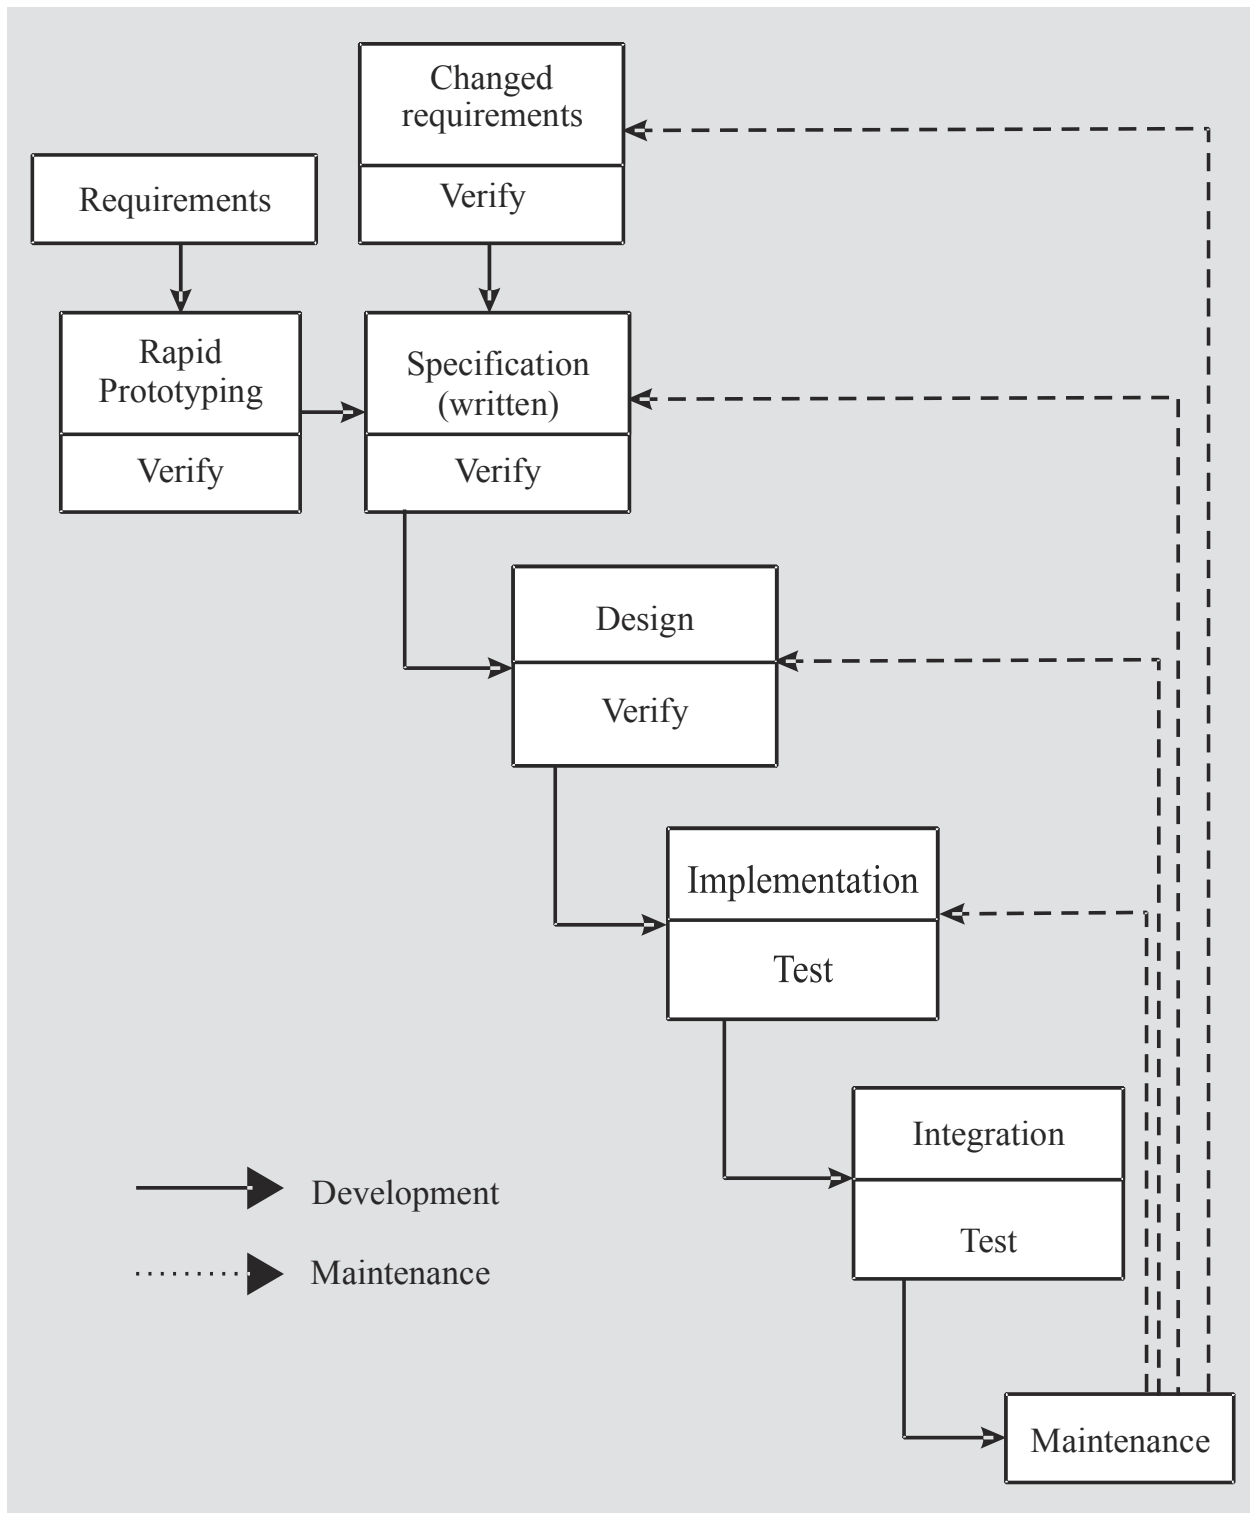 Changed
requirements
Verify
Requirements
Rapid
Prototyping
Verify
Specification
(written)
Verify
Design
Verify
Implementation
Test
Integration
Test
Development
Maintenance
Maintenance